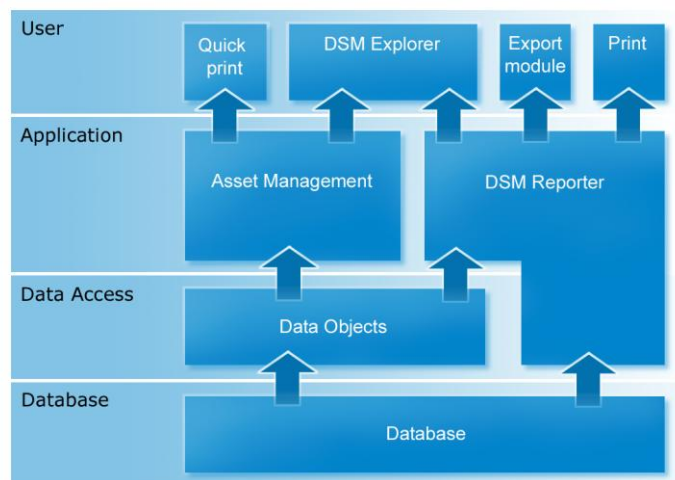 User
Quick
print
DSM Explorer
Export
module
Print
Application
Asset Management
DSM Reporter
Data Access
Data Objects
Database
Database